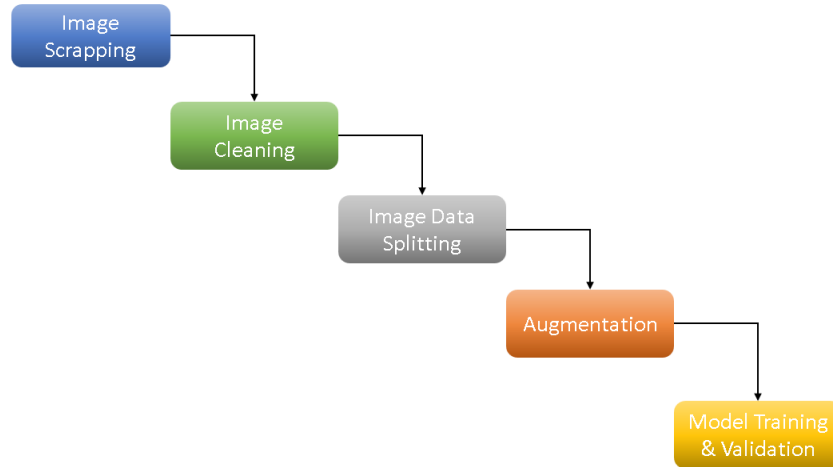 Image
Scrapping
Image
Cleaning
Image Data
Splitting
Augmentation
Model Training
& Validation